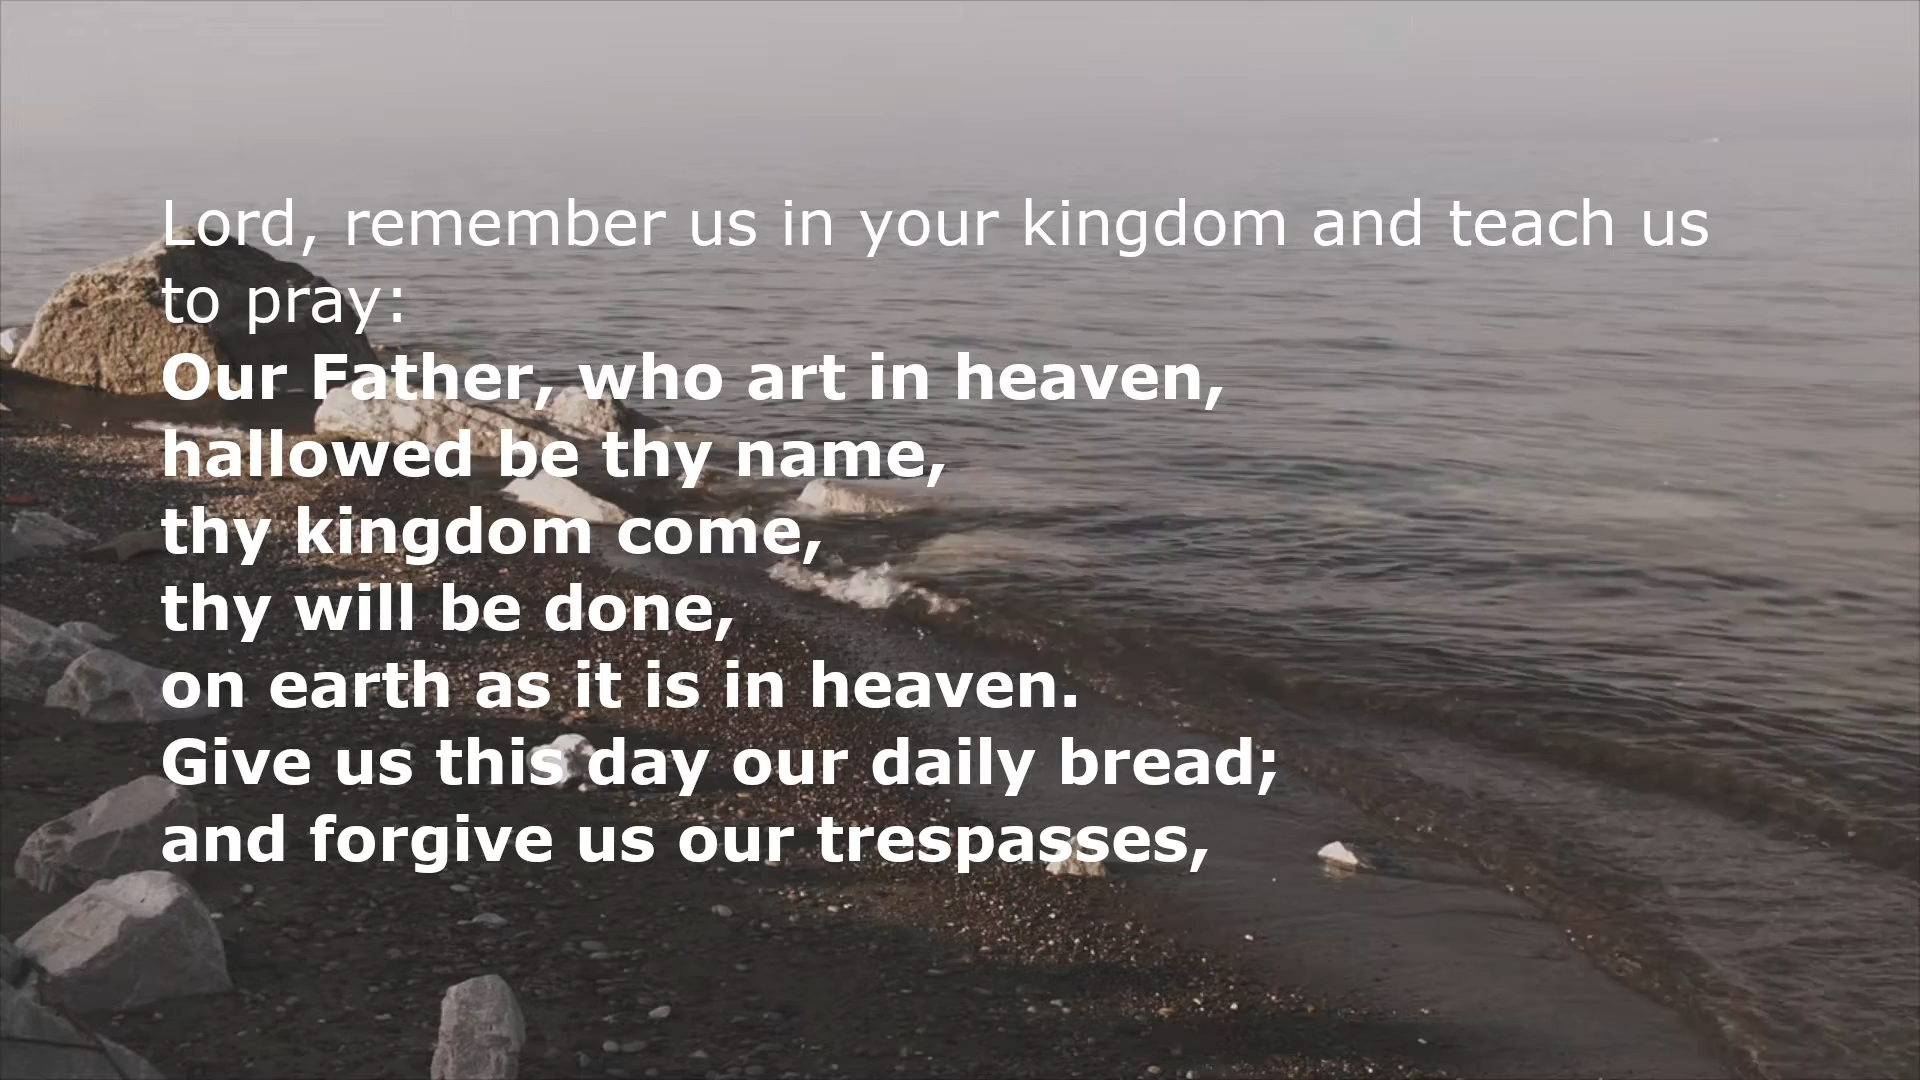 Lord, remember us in your kingdom and teach us
to pray:
Our Father, who art in heaven,
hallowed be thy name,
thy kingdom come,
thy will be done,
on earth as it is in heaven.
Give us this day our daily bread;
and forgive us our trespasses,